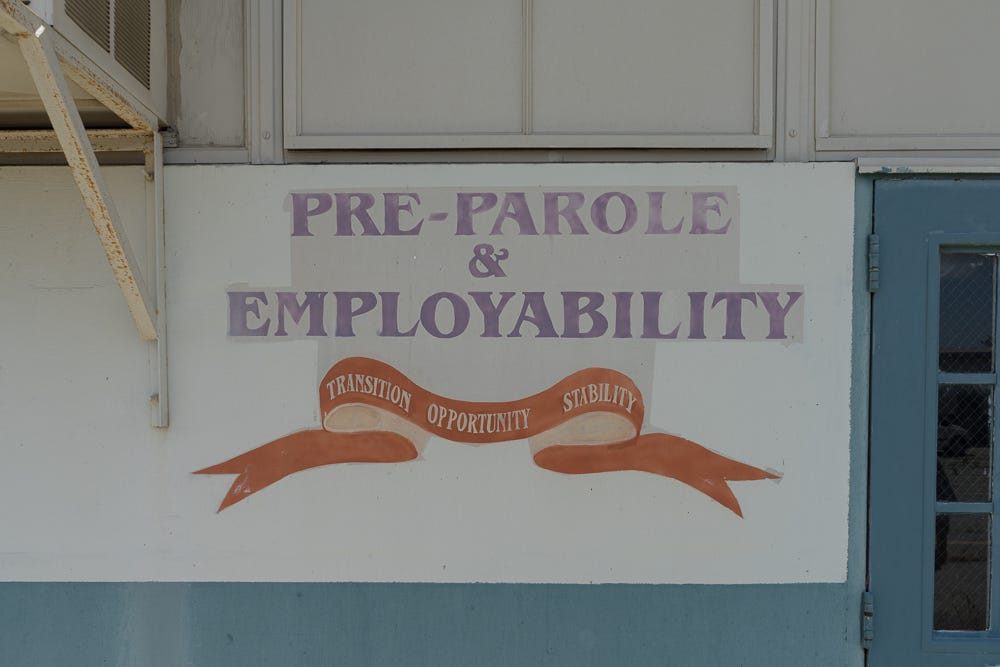 PRE-PAROLE
&
EMPLOYABILITY
TRANSITION OPPORTUNITY STABILITY